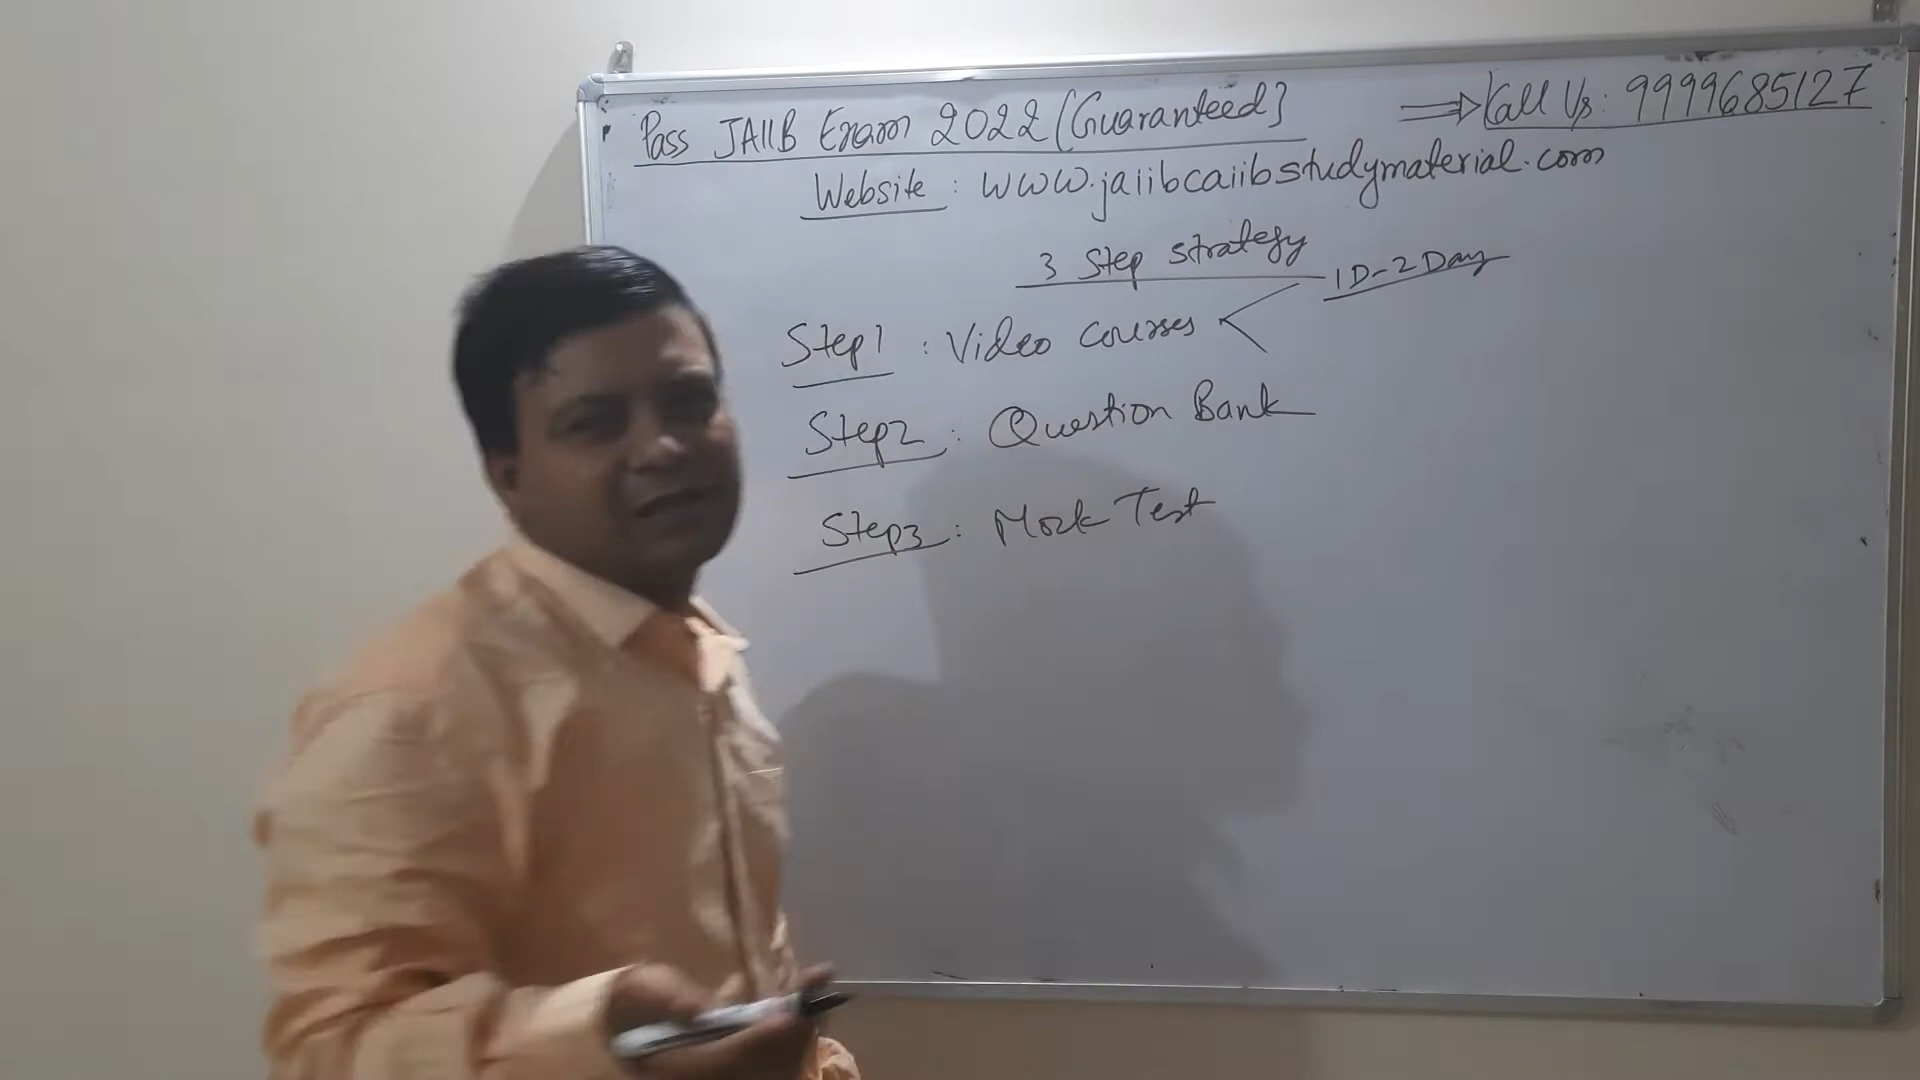 Pass JAIIB Exam 2022 (Guaranteed)
⇒ Call Us: 9999685127
Website: www.jaiibcaiibstudymaterial.com
3 Step strategy
1D-2Day
Step1: Video courses
Step2: Question Bank
Step3: Mock Test